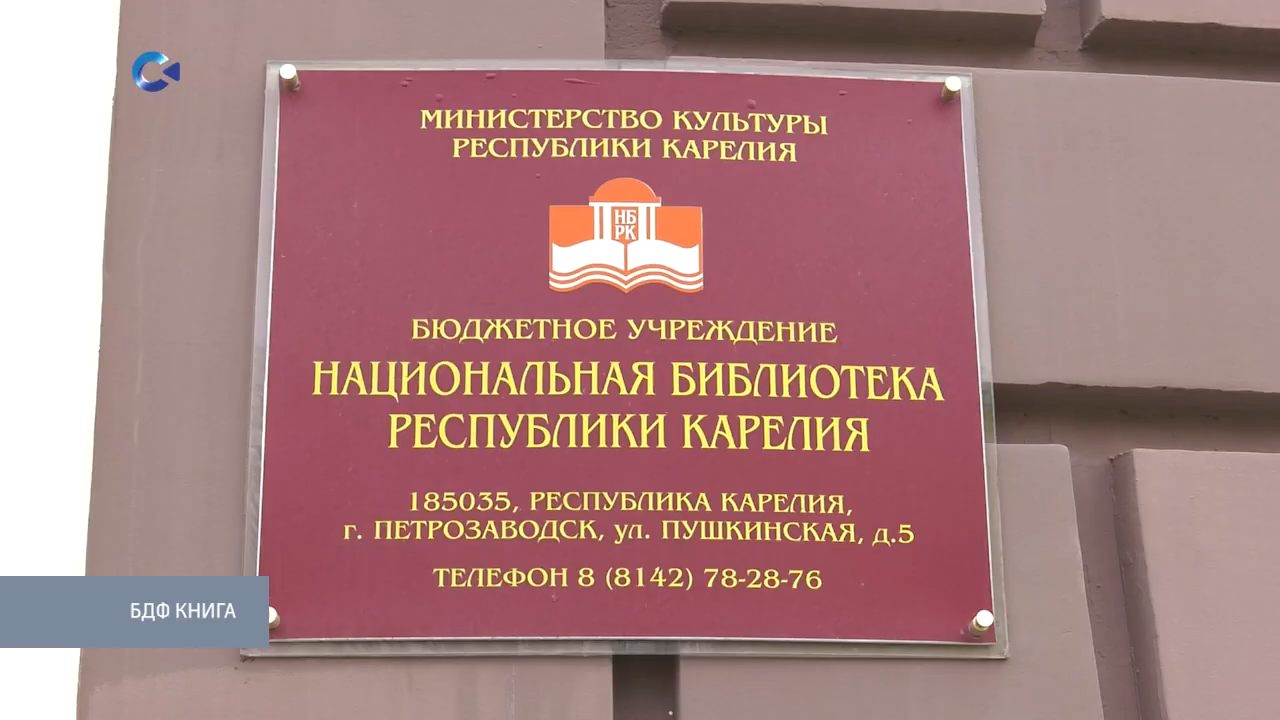 МИНИСТЕРСТВО КУЛЬТУРЫ
РЕСПУБЛИКИ КАРЕЛИЯ
НБ
РК
БЮДЖЕТНОЕ УЧРЕЖДЕНИЕ
НАЦИОНАЛЬНАЯ БИБЛИОТЕКА
РЕСПУБЛИКИ КАРЕЛИЯ
185035, РЕСПУБЛИКА КАРЕЛИЯ,
г. ПЕТРОЗАВОДСК, ул. ПУШКИНСКАЯ, д.5
ТЕЛЕФОН 8 (8142) 78-28-76
БДФ КНИГА